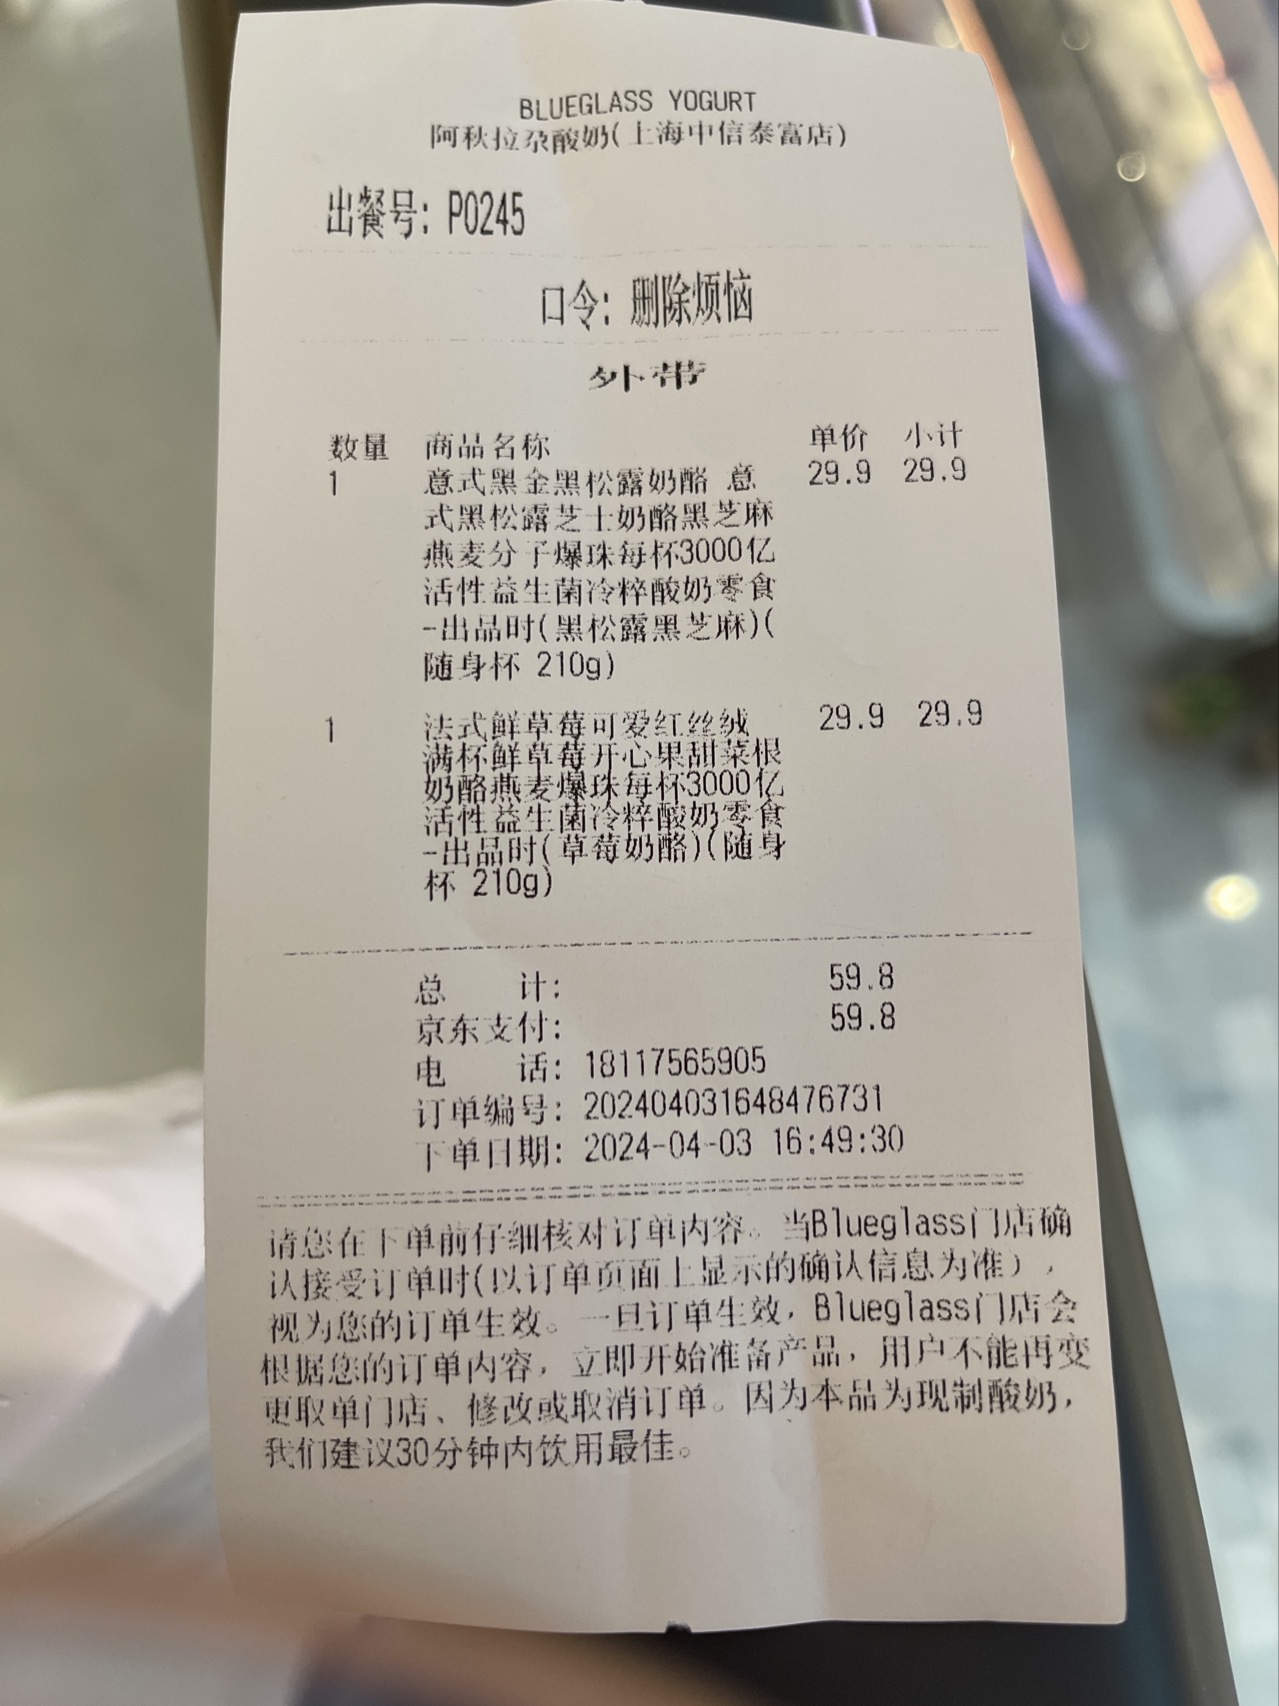 BLUEGLASS YOGURT
阿秋拉尕酸奶(上海中信泰富店)
出餐号: P0245
口令: 删除烦恼
外带
数量 商品名称 单价 小计
1 意式黑金黑松露奶酪 意 29.9 29.9
式黑松露芝士奶酪黑芝麻
燕麦分子爆珠每杯3000亿
活性益生菌冷粹酸奶零食
-出品时(黑松露黑芝麻)(
随身杯 210g)
1 法式鲜草莓可爱红丝绒 29.9 29.9
满杯鲜草莓开心果甜菜根
奶酪燕麦爆珠每杯3000亿
活性益生菌冷粹酸奶零食
-出品时(草莓奶酪)(随身
杯 210g)
总 计: 59.8
京东支付: 59.8
电 话: 18117565905
订单编号: 202404031648476731
下单日期: 2024-04-03 16:49:30
请您在下单前仔细核对订单内容。当Blueglass门店确
认接受订单时(以订单页面上显示的确认信息为准),
视为您的订单生效。一旦订单生效，Blueglass门店会
根据您的订单内容，立即开始准备产品，用户不能再变
更取单门店、修改或取消订单。因为本品为现制酸奶，
我们建议30分钟内饮用最佳。